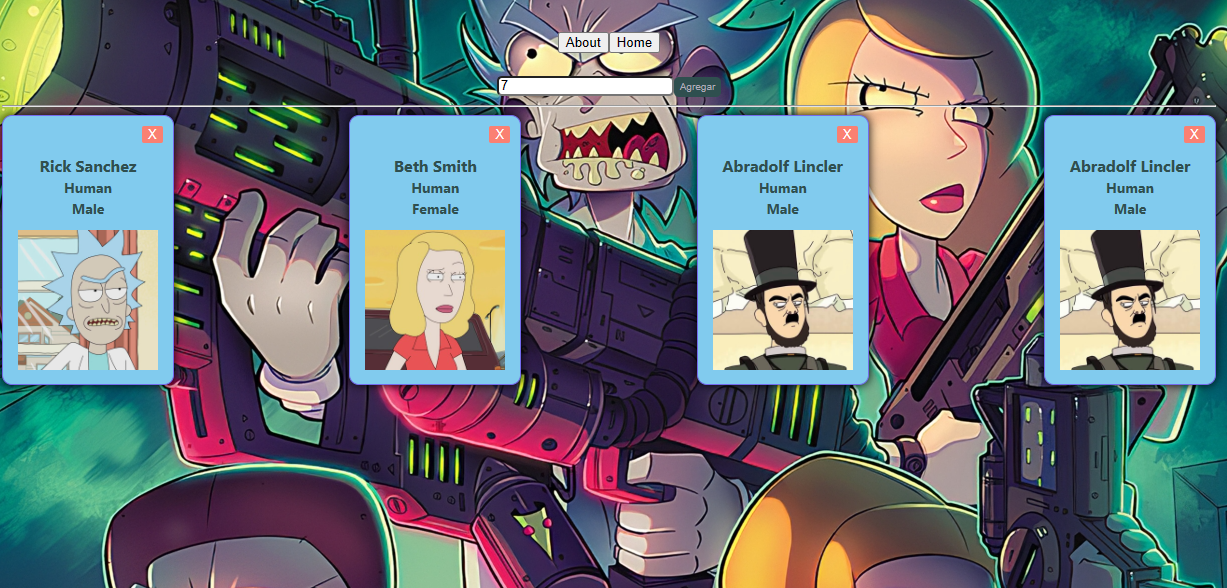 About Home
7 Agregar
X
Rick Sanchez
Human
Male
X
Beth Smith
Human
Female
X
Abradolf Lincler
Human
Male
X
Abradolf Lincler
Human
Male